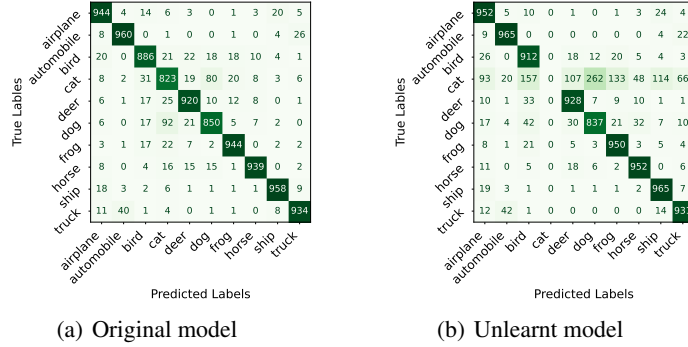 True Lables
airplane 944 4 14 6 3 0 1 3 20 5
automobile 8 960 0 1 0 0 1 0 4 26
bird 20 0 886 21 22 18 18 10 4 1
cat 8 2 31 823 19 80 20 8 3 6
deer 6 1 17 25 920 10 12 8 0 1
dog 6 0 17 92 21 850 5 7 2 0
frog 3 1 17 22 7 2 944 2 0 2
horse 8 0 4 16 15 15 1 939 0 2
ship 18 3 2 6 1 1 1 1 958 9
truck 11 40 1 4 0 1 1 0 8 934
airplane automobile bird cat deer dog frog horse ship truck
Predicted Labels
(a) Original model
True Lables
airplane 952 5 10 0 1 0 1 3 24 4
automobile 9 965 0 0 0 0 0 0 4 22
bird 26 0 912 0 18 12 20 5 4 3
cat 93 20 157 0 107 262 133 48 114 66
deer 10 1 33 0 928 7 9 10 1 1
dog 17 4 42 0 30 837 21 32 7 10
frog 8 1 21 0 5 3 950 3 5 4
horse 11 0 5 0 18 6 2 952 0 6
ship 19 3 1 0 1 1 1 2 965 7
truck 12 42 1 0 0 0 0 0 14 931
airplane automobile bird cat deer dog frog horse ship truck
Predicted Labels
(b) Unlearnt model